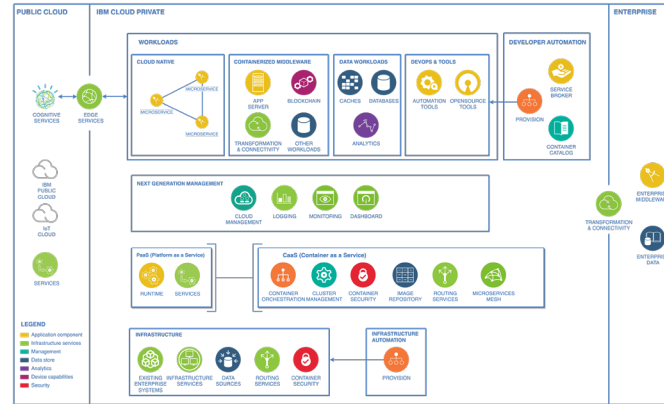 PUBLIC CLOUD
IBM CLOUD PRIVATE
ENTERPRISE
WORKLOADS
DEVELOPER AUTOMATION
CLOUD NATIVE
CONTAINERIZED MIDDLEWARE
DATA WORKLOADS
DEVOPS & TOOLS
MICROSERVICE
MICROSERVICE
MICROSERVICE
APP
SERVER
BLOCKCHAIN
CACHES
DATABASES
AUTOMATION
TOOLS
OPENSOURCE
TOOLS
SERVICE
BROKER
PROVISION
COGNITIVE
SERVICES
EDGE
SERVICES
TRANSFORMATION
& CONNECTIVITY
OTHER
WORKLOADS
ANALYTICS
CONTAINER
CATALOG
IBM
PUBLIC
CLOUD
IoT
CLOUD
SERVICES
NEXT GENERATION MANAGEMENT
CLOUD
MANAGEMENT
LOGGING
MONITORING
DASHBOARD
TRANSFORMATION
& CONNECTIVITY
ENTERPRISE
MIDDLEWARE
ENTERPRISE
DATA
PaaS (Platform as a Service)
RUNTIME
SERVICES
CaaS (Container as a Service)
CONTAINER
ORCHESTRATION
CLUSTER
MANAGEMENT
CONTAINER
SECURITY
IMAGE
REPOSITORY
ROUTING
SERVICES
MICROSERVICES
MESH
LEGEND
Application component
Infrastructure services
Management
Data store
Analytics
Device capabilities
Security
INFRASTRUCTURE
EXISTING
ENTERPRISE
SYSTEMS
INFRASTRUCTURE
SERVICES
DATA
SOURCES
ROUTING
SERVICES
CONTAINER
SECURITY
INFRASTRUCTURE
AUTOMATION
PROVISION